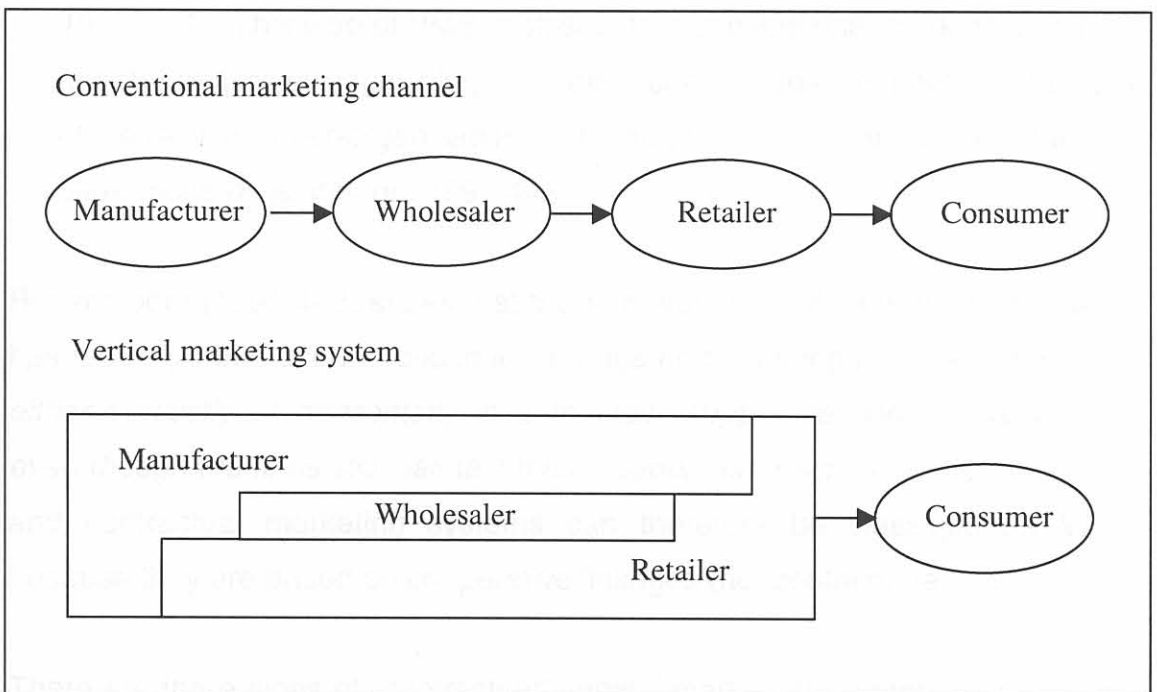 Conventional marketing channel
Manufacturer Wholesaler Retailer Consumer
Vertical marketing system
Manufacturer
Wholesaler
Consumer
Retailer